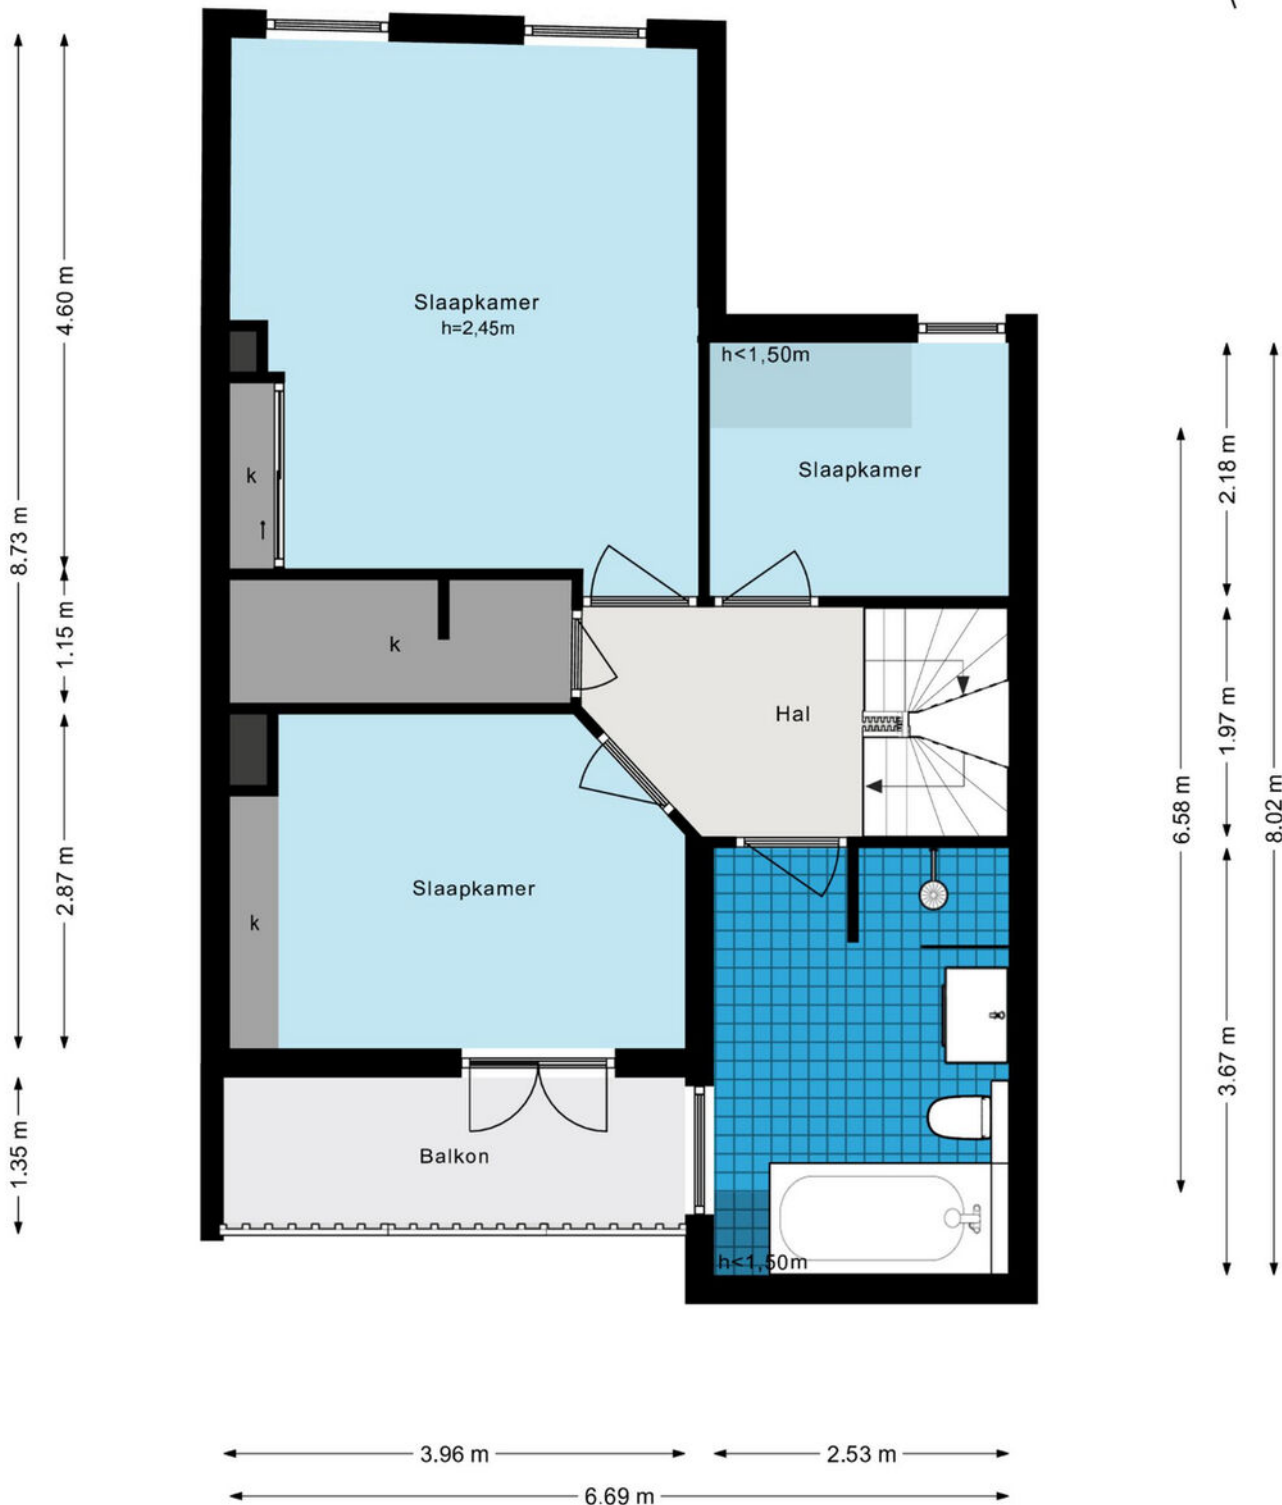 4.60 m
8.73 m
1.15 m
2.87 m
1.35 m
Slaapkamer
h=2,45m
h<1,50m
Slaapkamer
k
k
Hal
Slaapkamer
k
Balkon
h<1,50m
2.18 m
1.97 m
6.58 m
8.02 m
3.67 m
3.96 m
2.53 m
6.69 m